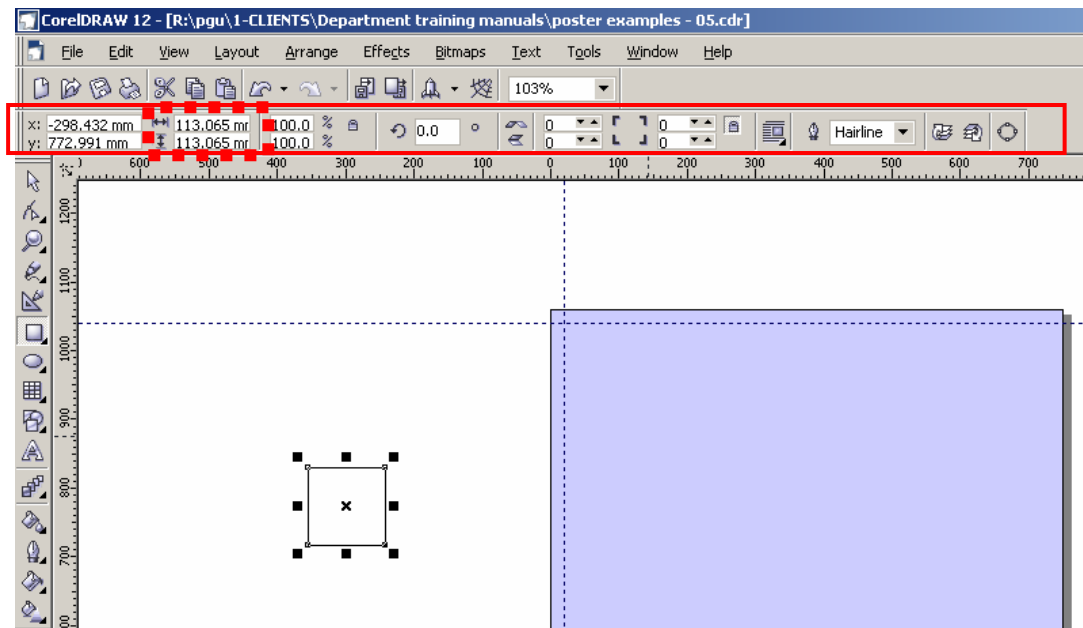 CorelDRAW 12 - [R:\pgu\1-CLIENTS\Department training manuals\poster examples - 05.cdr]
File Edit View Layout Arrange Effects Bitmaps Text Tools Window Help
103%
x: -298.432 mm 113.065 mr 100.0 % 0.0 ° 0 0 Hairline
y: 772.991 mm 113.065 mr 100.0 % 0 0
600 500 400 300 200 100 0 100 200 300 400 500 600 700
1200
1100
1000
900
800
700